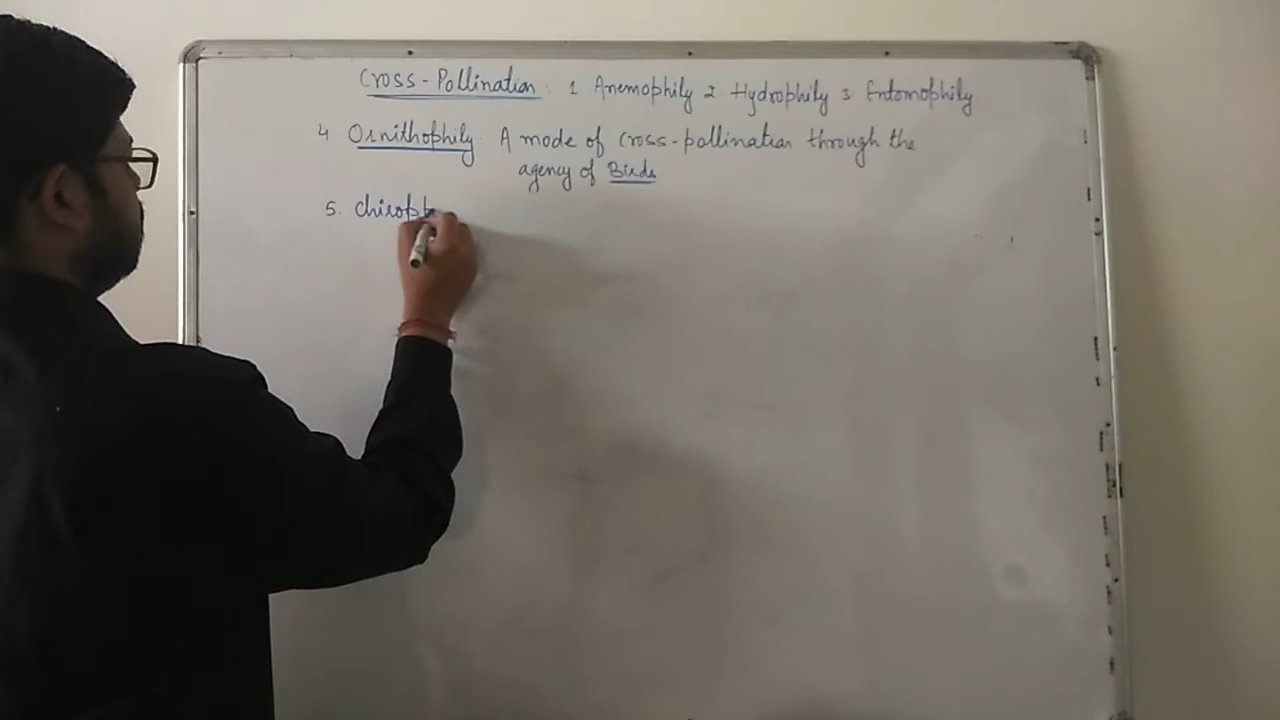 Cross-Pollination: 1 Anemophily 2 Hydrophily 3 Entomophily
4 Ornithophily A mode of cross-pollination through the
agency of Birds
5. Chiropt